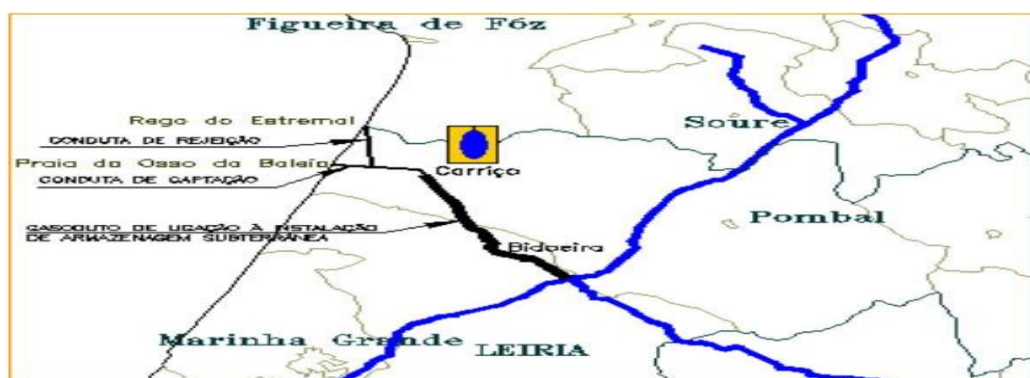 Figueira de Fóz
Rego do Estremal
CONDUTA DE REJEIÇÃO
Soure
Praia do Osso da Baleia
Carriço
CONDUTA DE CAPTAÇÃO
Pombal
GASODUTO DE LIGAÇÃO À INSTALAÇÃO
DE ARMAZENAGEM SUBTERRÂNEA
Bidoeira
Marinha Grande
LEIRIA